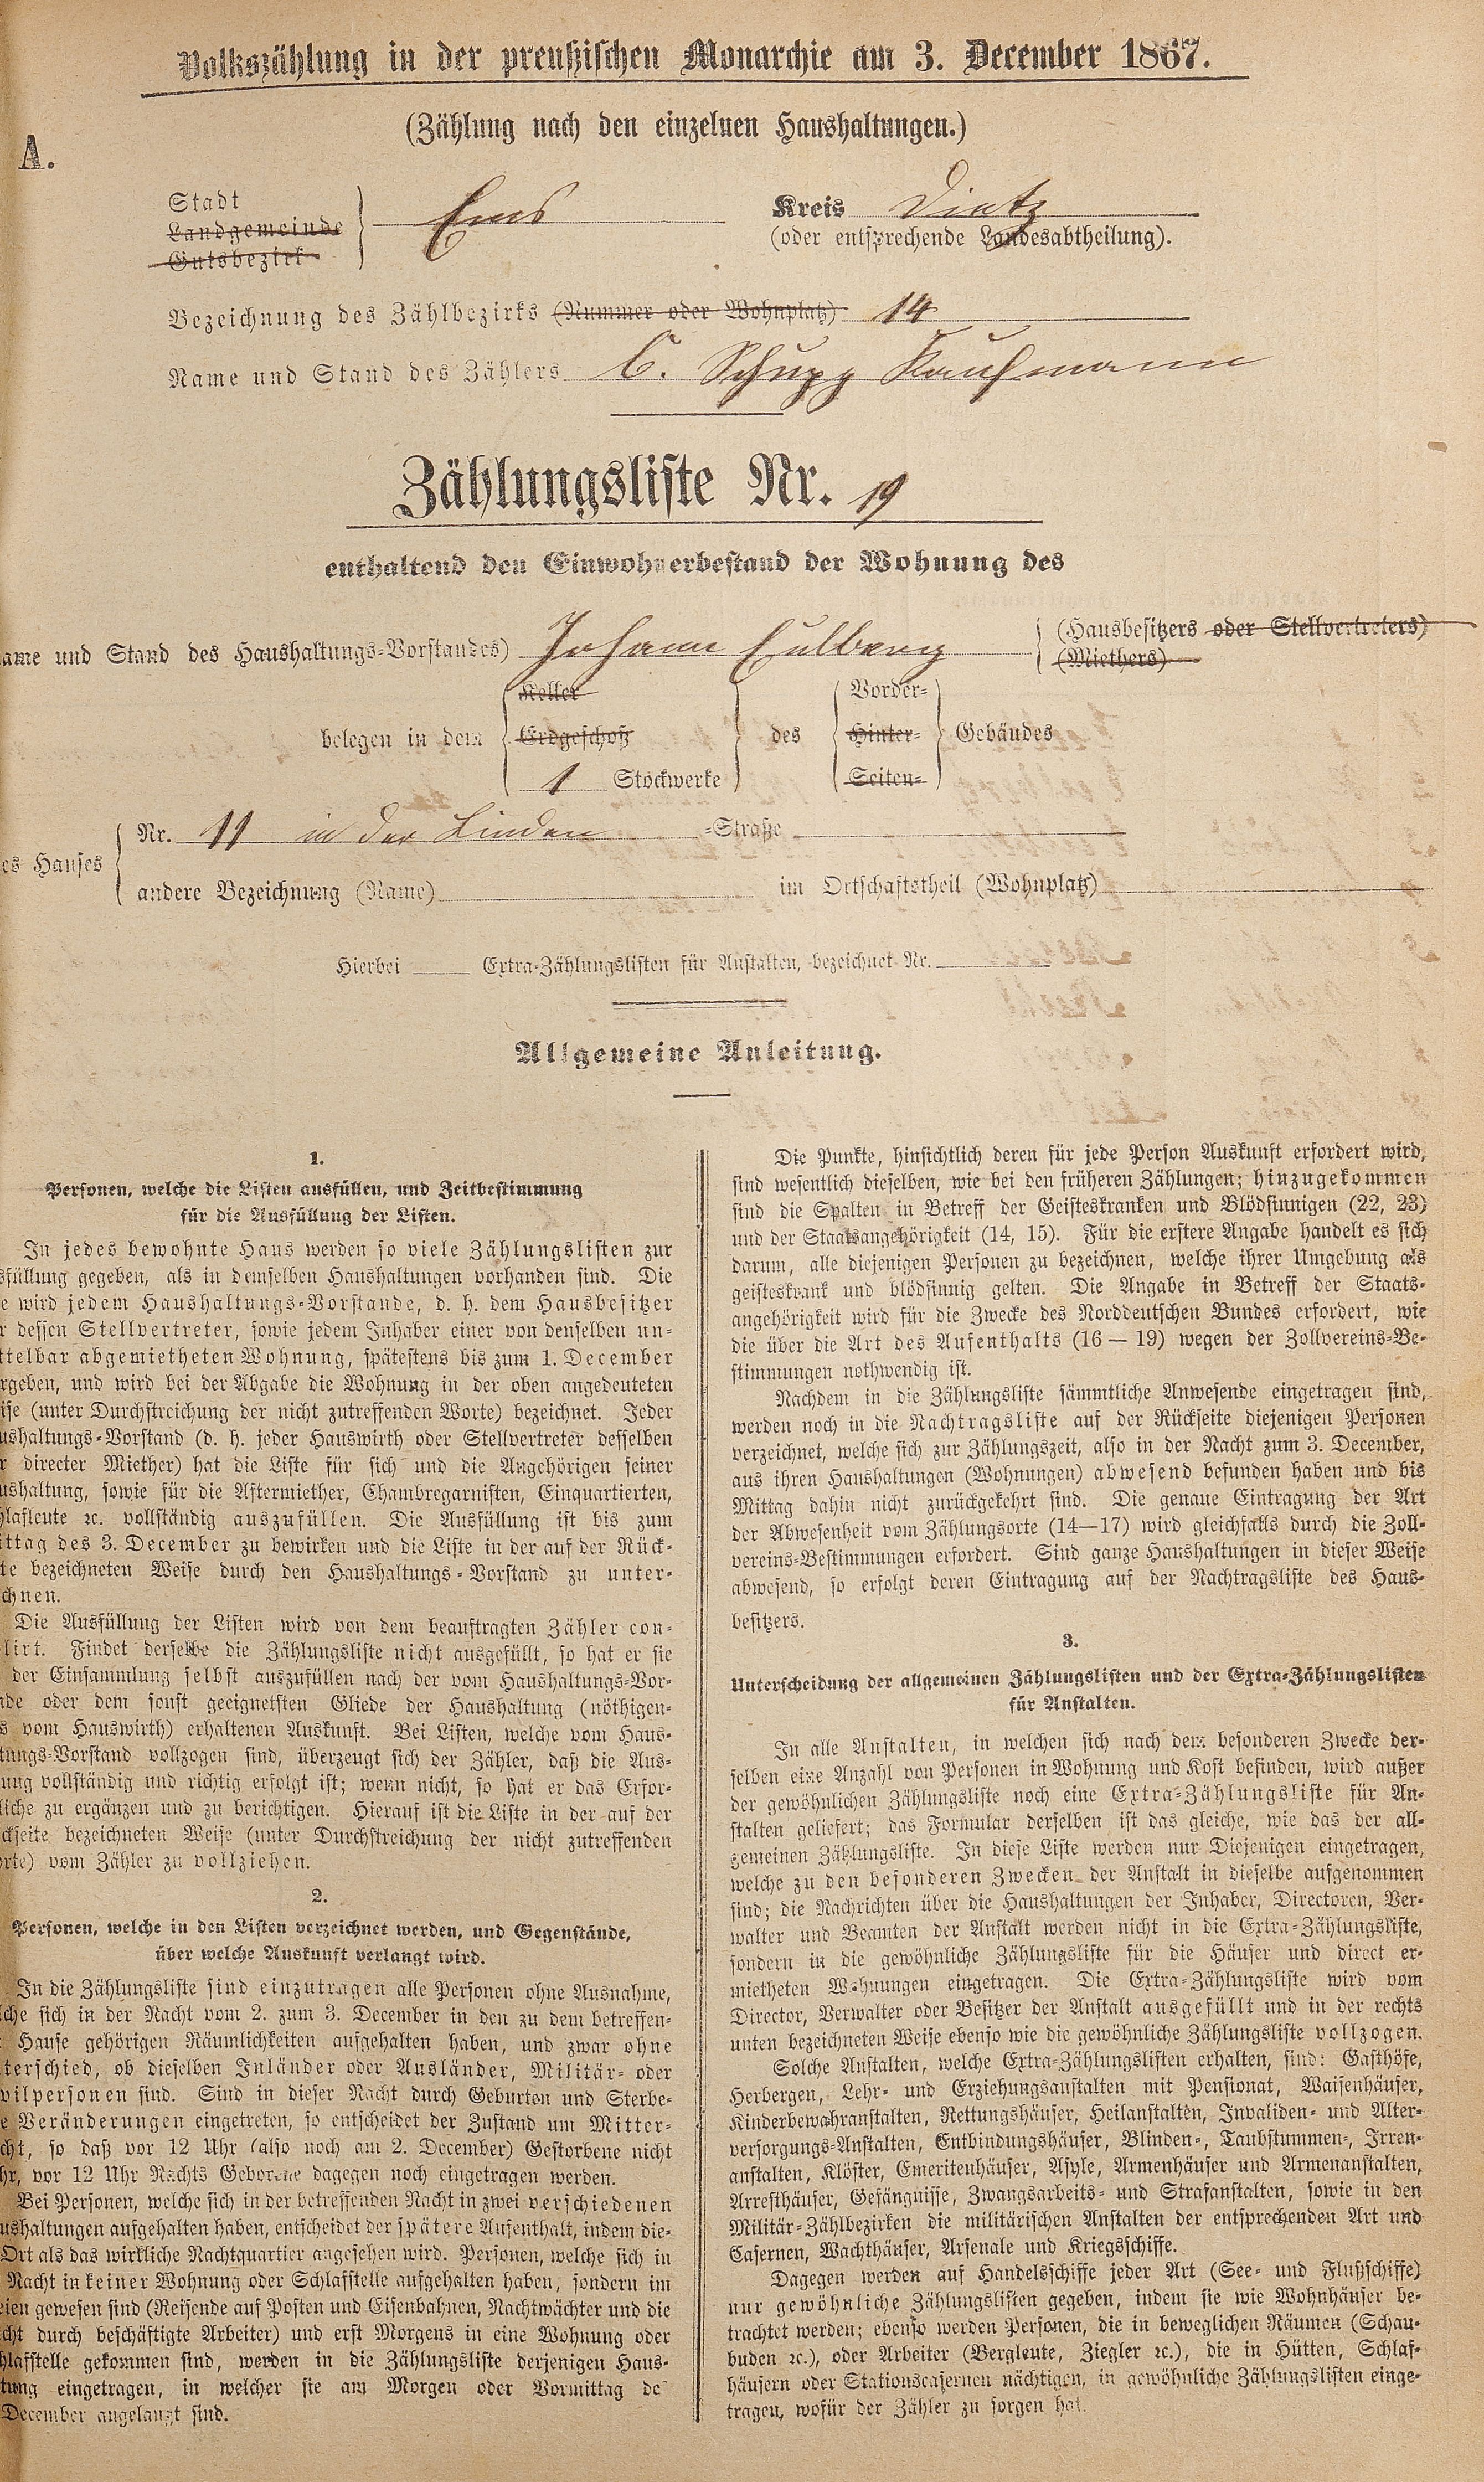 Volkszählung in der preußischen Monarchie am 3. December 1867.
(Zählung nach den einzelnen Haushaltungen.)
A.
Stadt
Landgemeinde
Gutsbezirk
Ems
Kreis Dietz
(oder entsprechende Landesabtheilung).
Bezeichnung des Zählbezirks (Nummer oder Wohnplatz) 14
Name und Stand des Zählers C. Schupp Kaufmann
Zählungsliste Nr. 19
enthaltend den Einwohnerbestand der Wohnung des
ame und Stand des Haushaltungs-Vorstandes) Johann Eulberg
(Hausbesitzers oder Stellvertreters)
(Miethers)
Keller
belegen in dem Erdgeschoß des
1 Stockwerke
Vorder-
Hinter- Gebäudes
Seiten-
es Hauses
Nr. 11 in der Linden -Straße
andere Bezeichnung (Name) im Ortschaftstheil (Wohnplatz)
Hierbei Extra-Zählungslisten für Anstalten, bezeichnet Nr.
Allgemeine Anleitung.
1.
Personen, welche die Listen ausfüllen, und Zeitbestimmung
für die Ausfüllung der Listen.
In jedes bewohnte Haus werden so viele Zählungslisten zur
sfüllung gegeben, als in demselben Haushaltungen vorhanden sind. Die
e wird jedem Haushaltungs-Vorstande, d. h. dem Hausbesitzer
r dessen Stellvertreter, sowie jedem Inhaber einer von denselben un-
ttelbar abgemietheten Wohnung, spätestens bis zum 1. December
rgeben, und wird bei der Abgabe die Wohnung in der oben angedeuteten
ise (unter Durchstreichung der nicht zutreffenden Worte) bezeichnet. Jeder
ushaltungs-Vorstand (d. h. jeder Hauswirth oder Stellvertreter desselben
r directer Miether) hat die Liste für sich und die Angehörigen seiner
ushaltung, sowie für die Aftermiether, Chambregarnisten, Einquartierten,
hlafleute ꝛc. vollständig auszufüllen. Die Ausfüllung ist bis zum
ittag des 3. December zu bewirken und die Liste in der auf der Rück-
te bezeichneten Weise durch den Haushaltungs-Vorstand zu unter-
chnen.
Die Ausfüllung der Listen wird von dem beauftragten Zähler con-
lirt. Findet derselbe die Zählungsliste nicht ausgefüllt, so hat er sie
der Einsammlung selbst auszufüllen nach der vom Haushaltungs-Vor-
nde oder dem sonst geeignetsten Gliede der Haushaltung (nöthigen-
s vom Hauswirth) erhaltenen Auskunft. Bei Listen, welche vom Haus-
tungs-Vorstand vollzogen sind, überzeugt sich der Zähler, daß die Aus-
ung vollständig und richtig erfolgt ist; wenn nicht, so hat er das Erfor-
liche zu ergänzen und zu berichtigen. Hierauf ist die Liste in der auf der
ckseite bezeichneten Weise (unter Durchstreichung der nicht zutreffenden
orte) vom Zähler zu vollziehen.
2.
Personen, welche in den Listen verzeichnet werden, und Gegenstände,
über welche Auskunft verlangt wird.
In die Zählungsliste sind einzutragen alle Personen ohne Ausnahme,
lche sich in der Nacht vom 2. zum 3. December in den zu dem betreffen-
Hause gehörigen Räumlichkeiten aufgehalten haben, und zwar ohne
terschied, ob dieselben Inländer oder Ausländer, Militär- oder
vilpersonen sind. Sind in dieser Nacht durch Geburten und Sterbe-
e Veränderungen eingetreten, so entscheidet der Zustand um Mitter-
cht, so daß vor 12 Uhr (also noch am 2. December) Gestorbene nicht
hr, vor 12 Uhr Nachts Geborene dagegen noch eingetragen werden.
Bei Personen, welche sich in der betreffenden Nacht in zwei verschiedenen
ushaltungen aufgehalten haben, entscheidet der spätere Aufenthalt, indem die-
Ort als das wirkliche Nachtquartier angesehen wird. Personen, welche sich in
Nacht in keiner Wohnung oder Schlafstelle aufgehalten haben, sondern im
eien gewesen sind (Reisende auf Posten und Eisenbahnen, Nachtwächter und die
cht durch beschäftigte Arbeiter) und erst Morgens in eine Wohnung oder
hlafstelle gekommen sind, werden in die Zählungsliste derjenigen Haus-
tung eingetragen, in welcher sie am Morgen oder Vormittag de
December angelangt sind.
Die Punkte, hinsichtlich deren für jede Person Auskunft erfordert wird,
sind wesentlich dieselben, wie bei den früheren Zählungen; hinzugekommen
sind die Spalten in Betreff der Geisteskranken und Blödsinnigen (22, 23)
und der Staatsangehörigkeit (14, 15). Für die erstere Angabe handelt es sich
darum, alle diejenigen Personen zu bezeichnen, welche ihrer Umgebung als
geisteskrank und blödsinnig gelten. Die Angabe in Betreff der Staats-
angehörigkeit wird für die Zwecke des Norddeutschen Bundes erfordert, wie
die über die Art des Aufenthalts (16 — 19) wegen der Zollvereins-Be-
stimmungen nothwendig ist.
Nachdem in die Zählungsliste sämmtliche Anwesende eingetragen sind,
werden noch in die Nachtragsliste auf der Rückseite diejenigen Personen
verzeichnet, welche sich zur Zählungszeit, also in der Nacht zum 3. December,
aus ihren Haushaltungen (Wohnungen) abwesend befunden haben und bis
Mittag dahin nicht zurückgekehrt sind. Die genaue Eintragung der Art
der Abwesenheit vom Zählungsorte (14—17) wird gleichfalls durch die Zoll-
vereins-Bestimmungen erfordert. Sind ganze Haushaltungen in dieser Weise
abwesend, so erfolgt deren Eintragung auf der Nachtragsliste des Haus-
besitzers.
3.
Unterscheidung der allgemeinen Zählungslisten und der Extra-Zählungslisten
für Anstalten.
In alle Anstalten, in welchen sich nach dem besonderen Zwecke der-
selben eine Anzahl von Personen in Wohnung und Kost befinden, wird außer
der gewöhnlichen Zählungsliste noch eine Extra-Zählungsliste für An-
stalten geliefert; das Formular derselben ist das gleiche, wie das der all-
gemeinen Zählungsliste. In diese Liste werden nur Diejenigen eingetragen,
welche zu den besonderen Zwecken der Anstalt in dieselbe aufgenommen
sind; die Nachrichten über die Haushaltungen der Inhaber, Directoren, Ver-
walter und Beamten der Anstalt werden nicht in die Extra-Zählungsliste,
sondern in die gewöhnliche Zählungsliste für die Häuser und direct er-
mietheten Wohnungen eingetragen. Die Extra-Zählungsliste wird vom
Director, Verwalter oder Besitzer der Anstalt ausgefüllt und in der rechts
unten bezeichneten Weise ebenso wie die gewöhnliche Zählungsliste vollzogen.
Solche Anstalten, welche Extra-Zählungslisten erhalten, sind: Gasthöfe,
Herbergen, Lehr- und Erziehungsanstalten mit Pensionat, Waisenhäuser,
Kinderbewahranstalten, Rettungshäuser, Heilanstalten, Invaliden- und Alter-
versorgungs-Anstalten, Entbindungshäuser, Blinden-, Taubstummen-, Irren-
anstalten, Klöster, Emeritenhäuser, Asyle, Armenhäuser und Armenanstalten,
Arresthäuser, Gefängnisse, Zwangsarbeits- und Strafanstalten, sowie in den
Militär-Zählbezirken die militärischen Anstalten der entsprechenden Art und
Casernen, Wachthäuser, Arsenale und Kriegsschiffe.
Dagegen werden auf Handelsschiffe jeder Art (See- und Flußschiffe)
nur gewöhnliche Zählungslisten gegeben, indem sie wie Wohnhäuser be-
trachtet werden; ebenso werden Personen, die in beweglichen Räumen (Schau-
buden ꝛc.), oder Arbeiter (Bergleute, Ziegler ꝛc.), die in Hütten, Schlaf-
häusern oder Stationscasernen nächtigen, in gewöhnliche Zählungslisten einge-
tragen, wofür der Zähler zu sorgen hat.